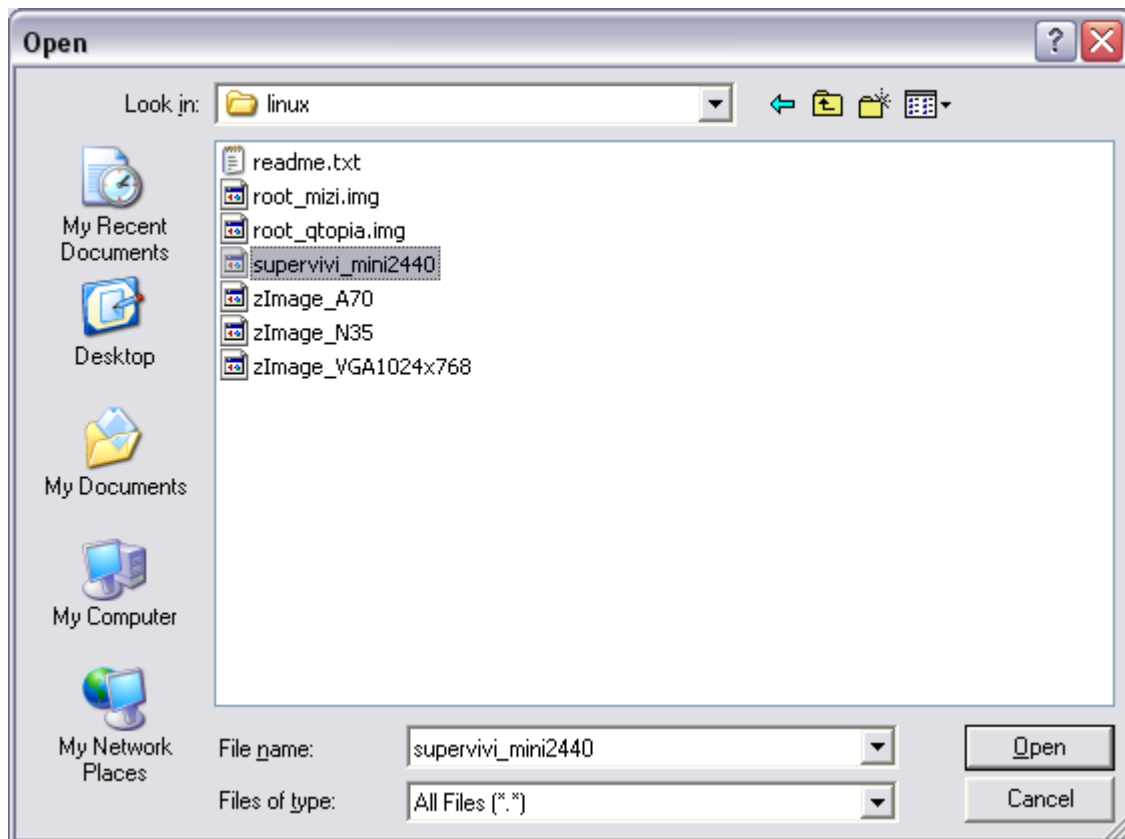 Open
Look in: linux
readme.txt
root_mizi.img
root_qtopia.img
supervivi_mini2440
zImage_A70
zImage_N35
zImage_VGA1024x768
My Recent
Documents
Desktop
My Documents
My Computer
My Network
Places
File name: supervivi_mini2440 Open
Files of type: All Files (*.*) Cancel